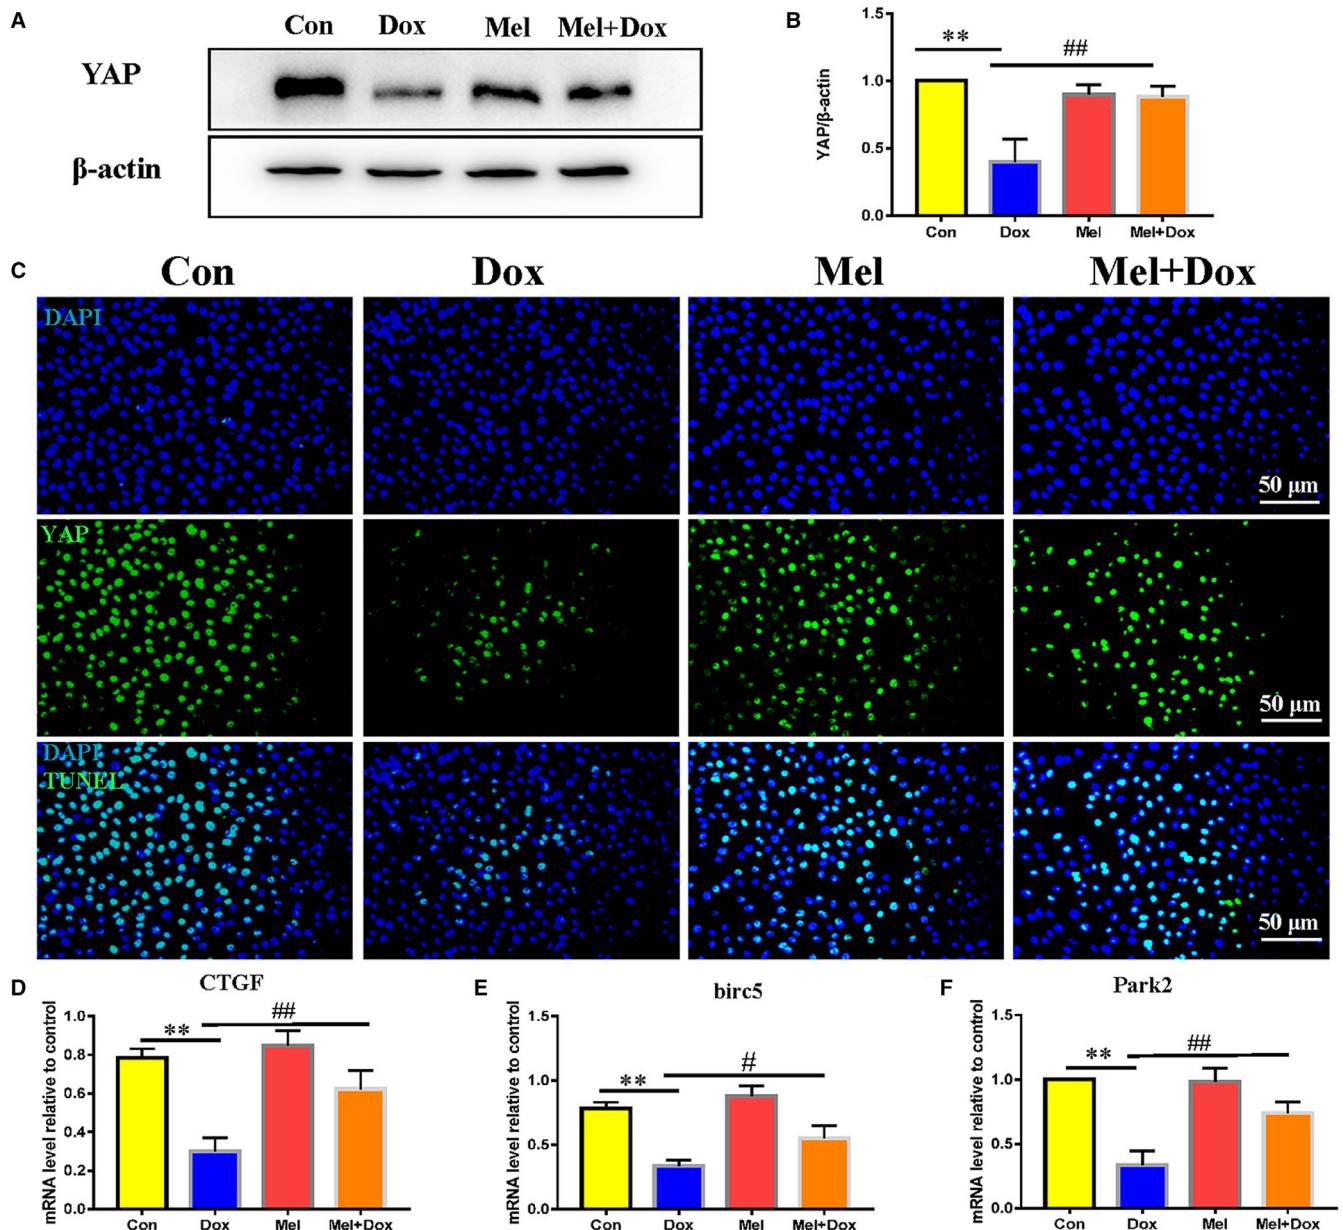 A
Con Dox Mel Mel+Dox
YAP
β-actin
B
**
##
1.5
1.0
0.5
0.0
YAP/β-actin
Con Dox Mel Mel+Dox
C
Con Dox Mel Mel+Dox
DAPI
50 μm
YAP
50 μm
DAPI
TUNEL
50 μm
D
CTGF
**
##
1.0
0.8
0.6
0.4
0.2
0.0
mRNA level relative to control
Con Dox Mel Mel+Dox
E
birc5
**
#
1.5
1.0
0.5
0.0
mRNA level relative to control
Con Dox Mel Mel+Dox
F
Park2
**
##
1.5
1.0
0.5
0.0
mRNA level relative to control
Con Dox Mel Mel+Dox